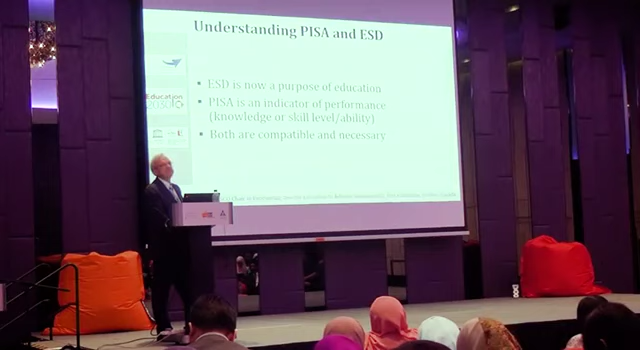 Understanding PISA and ESD
▪ ESD is now a purpose of education
▪ PISA is an indicator of performance
(knowledge or skill level/ability)
▪ Both are compatible and necessary
Education